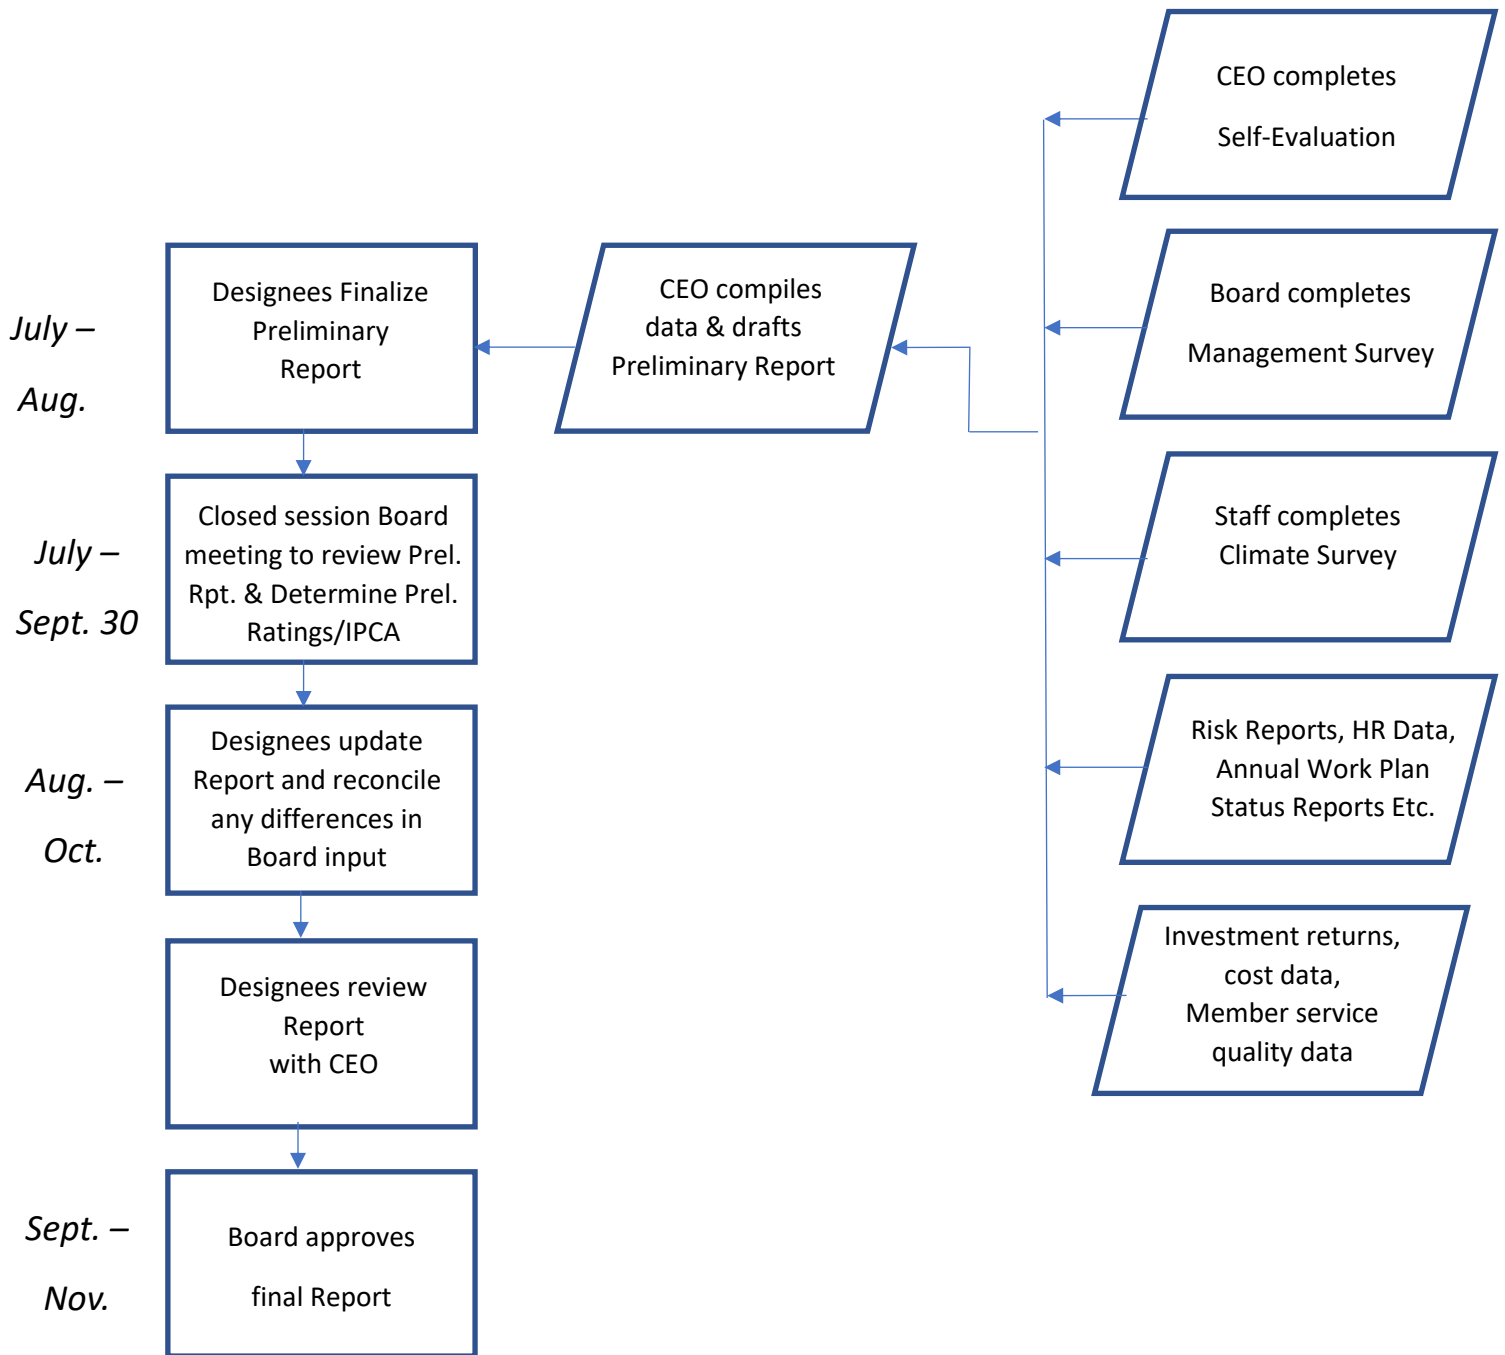 CEO completes
Self-Evaluation
July –
Aug.
Designees Finalize
Preliminary
Report
CEO compiles
data & drafts
Preliminary Report
Board completes
Management Survey
July –
Sept. 30
Closed session Board
meeting to review Prel.
Rpt. & Determine Prel.
Ratings/IPCA
Staff completes
Climate Survey
Aug. –
Oct.
Designees update
Report and reconcile
any differences in
Board input
Risk Reports, HR Data,
Annual Work Plan
Status Reports Etc.
Designees review
Report
with CEO
Investment returns,
cost data,
Member service
quality data
Sept. –
Nov.
Board approves
final Report